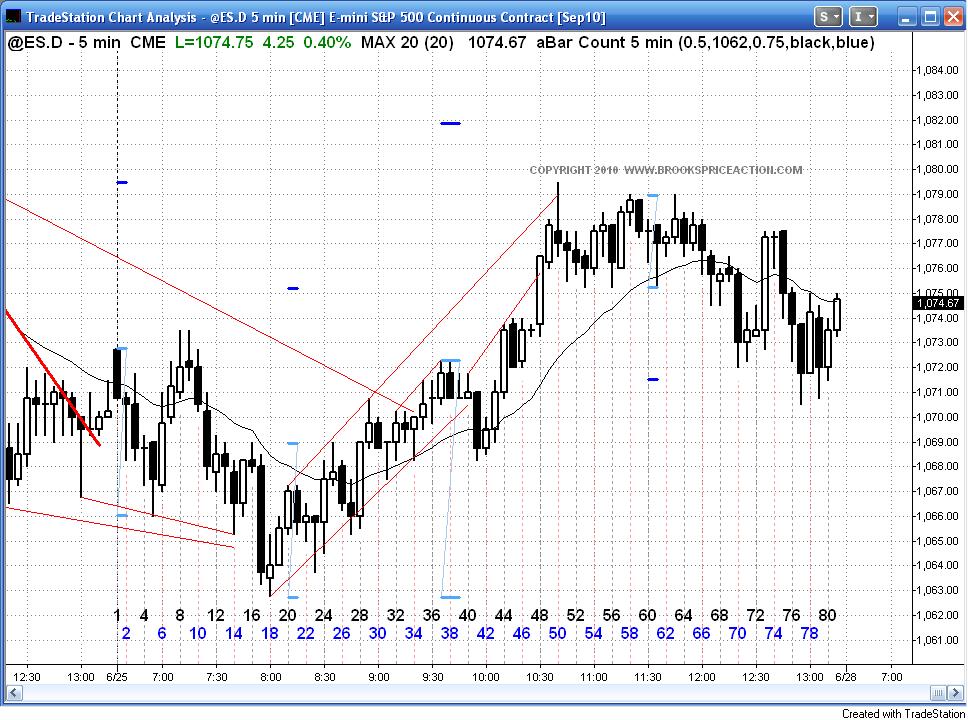 TradeStation Chart Analysis - @ES.D 5 min [CME] E-mini S&P 500 Continuous Contract [Sep10]
S
I
@ES.D - 5 min CME L=1074.75 4.25 0.40% MAX 20 (20) 1074.67 aBar Count 5 min (0.5,1062,0.75,black,blue)
1,084.00
1,083.00
1,082.00
1,081.00
COPYRIGHT 2010 WWW.BROOKSPRICEACTION.COM
1,080.00
1,079.00
1,078.00
1,077.00
1,076.00
1,075.00
1,074.67
1,074.00
1,073.00
1,072.00
1,071.00
1,070.00
1,069.00
1,068.00
1,067.00
1,066.00
1,065.00
1,064.00
1,063.00
1,062.00
1,061.00
1 4 8 12 16 20 24 28 32 36 40 44 48 52 56 60 64 68 72 76 80
2 6 10 14 18 22 26 30 34 38 42 46 50 54 58 62 66 70 74 78
12:30 13:00 6/25 7:00 7:30 8:00 8:30 9:00 9:30 10:00 10:30 11:00 11:30 12:00 12:30 13:00 6/28 7:00
Created with TradeStation